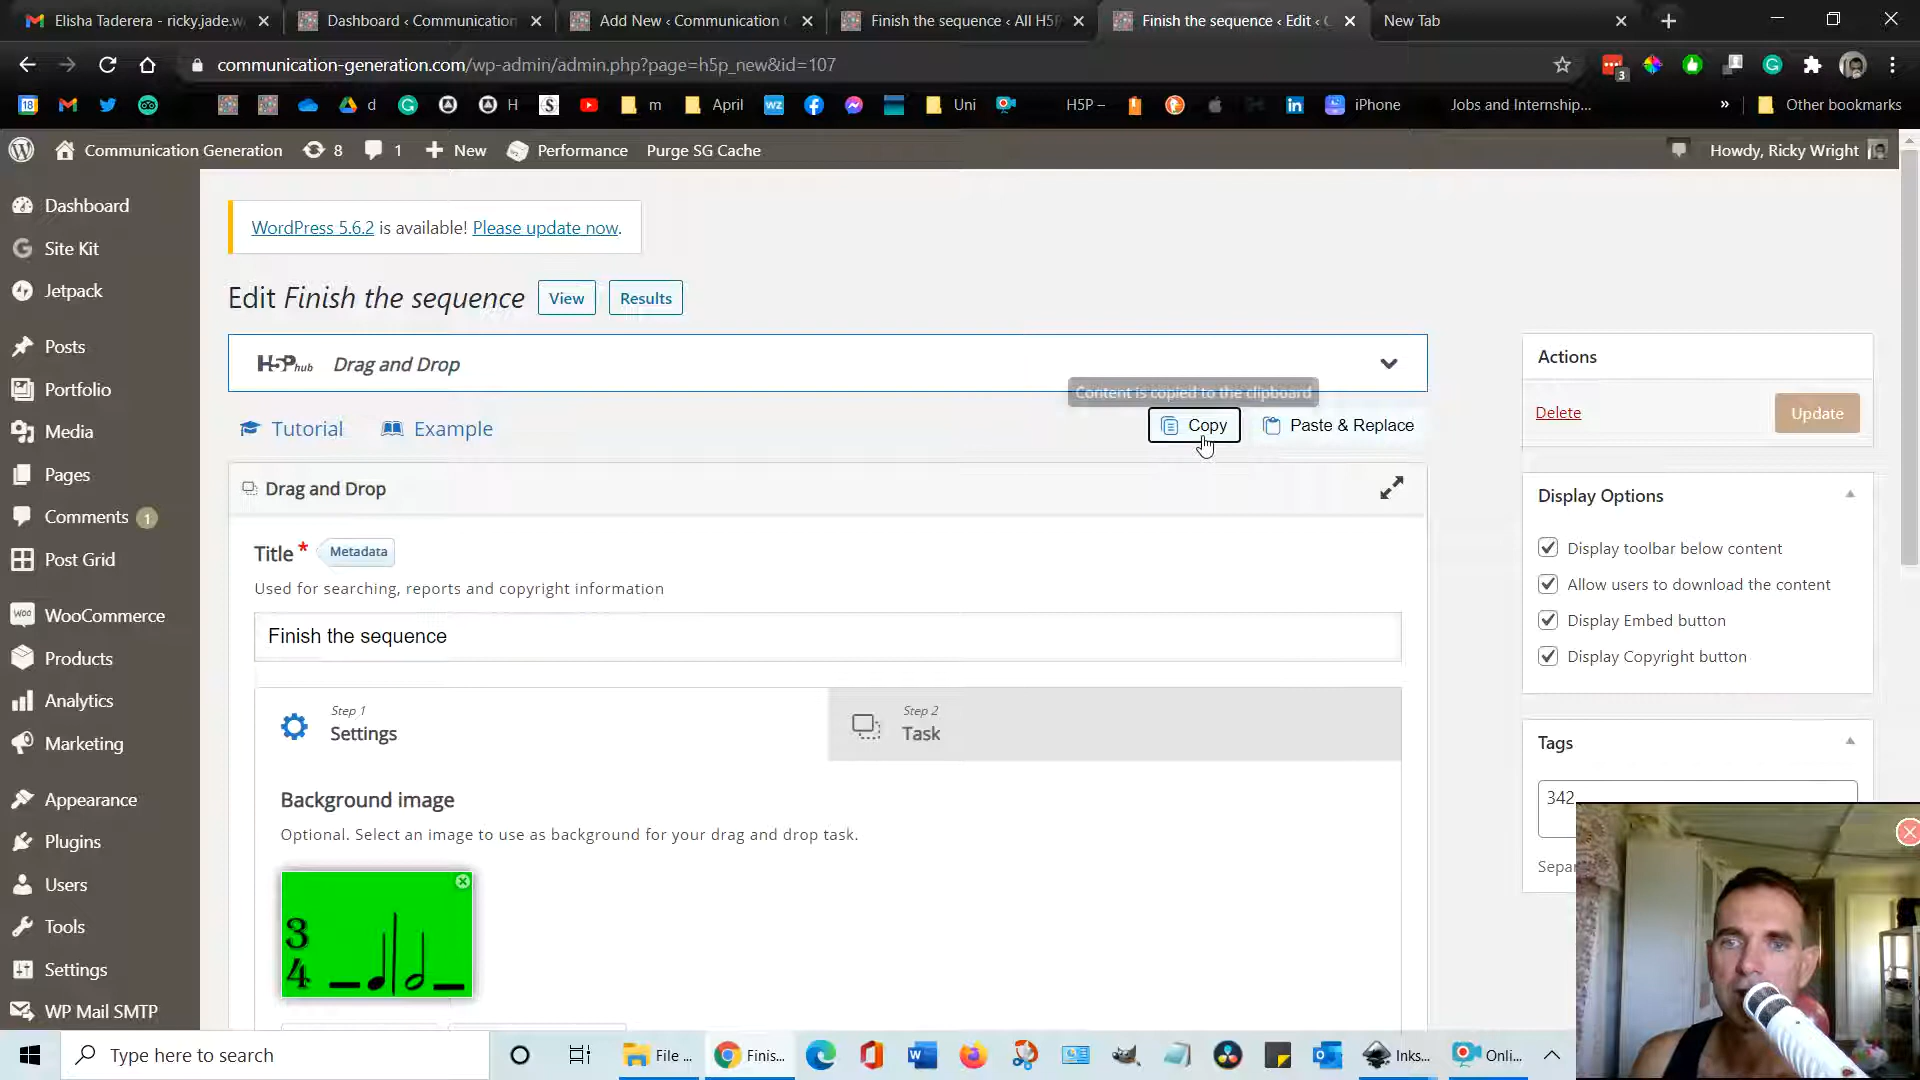 Elisha Taderera - ricky.jade.w
Dashboard ‹ Communication
Add New ‹ Communication
Finish the sequence ‹ All H5P
Finish the sequence ‹ Edit ‹
New Tab
communication-generation.com/wp-admin/admin.php?page=h5p_new&id=107
3
18
d
H
m
April
wz
Uni
H5P –
iPhone
Jobs and Internship...
Other bookmarks
Communication Generation
8
1
New
Performance
Purge SG Cache
Howdy, Ricky Wright
Dashboard
Site Kit
Jetpack
Posts
Portfolio
Media
Pages
Comments 1
Post Grid
WooCommerce
Products
Analytics
Marketing
Appearance
Plugins
Users
Tools
Settings
WP Mail SMTP
WordPress 5.6.2 is available! Please update now.
Edit Finish the sequence
View
Results
H5P hub
Drag and Drop
Content is copied to the clipboard
Tutorial
Example
Copy
Paste & Replace
Drag and Drop
Title *
Metadata
Used for searching, reports and copyright information
Finish the sequence
Step 1
Settings
Step 2
Task
Background image
Optional. Select an image to use as background for your drag and drop task.
3
4
Actions
Delete
Update
Display Options
Display toolbar below content
Allow users to download the content
Display Embed button
Display Copyright button
Tags
342
Sepa
Type here to search
File ...
Finis...
Inks...
Onli...